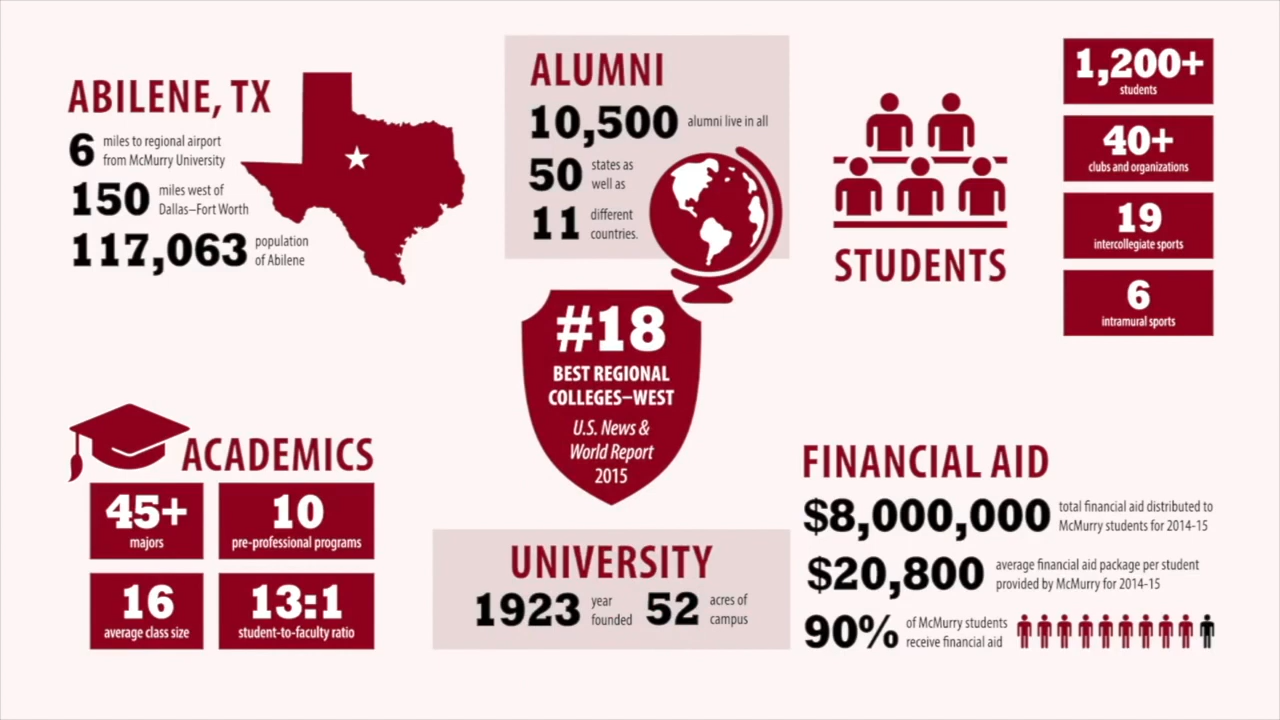 ABILENE, TX
6 miles to regional airport
from McMurry University
150 miles west of
Dallas–Fort Worth
117,063 population
of Abilene
ALUMNI
10,500 alumni live in all
50 states as
well as
11 different
countries.
STUDENTS
1,200+
students
40+
clubs and organizations
19
intercollegiate sports
6
intramural sports
#18
BEST REGIONAL
COLLEGES–WEST
U.S. News &
World Report
2015
ACADEMICS
45+
majors
10
pre-professional programs
16
average class size
13:1
student-to-faculty ratio
UNIVERSITY
1923 year
founded
52 acres of
campus
FINANCIAL AID
$8,000,000 total financial aid distributed to
McMurry students for 2014-15
$20,800 average financial aid package per student
provided by McMurry for 2014-15
90% of McMurry students
receive financial aid